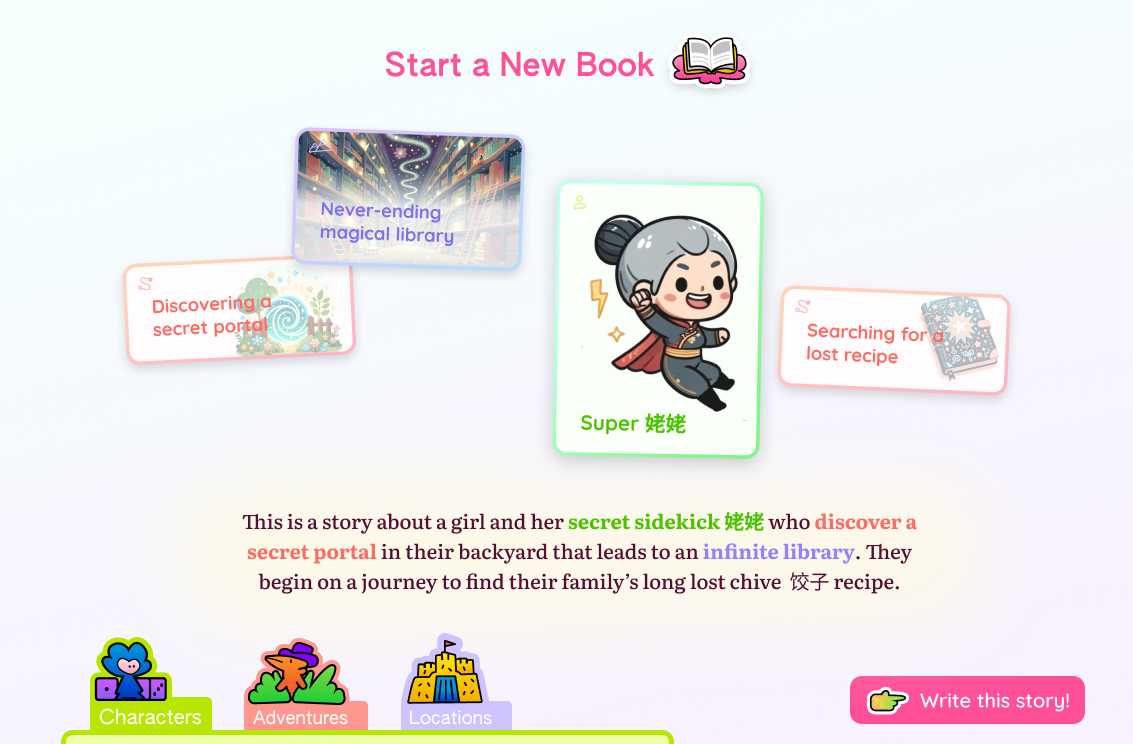 Start a New Book
Never-ending
magical library
Discovering a
secret portal
Super 姥姥
Searching for a
lost recipe
This is a story about a girl and her secret sidekick 姥姥 who discover a
secret portal in their backyard that leads to an infinite library. They
begin on a journey to find their family’s long lost chive 饺子 recipe.
Characters
Adventures
Locations
Write this story!